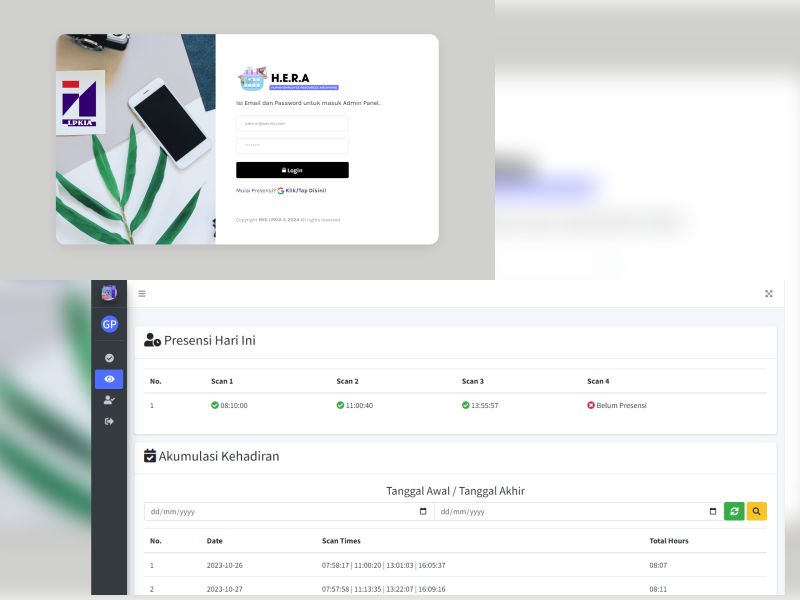 LPKIA
H.E.R.A
HUMAN EMPLOYEE RESOURCES ARCHIVING
Isi Email dan Password untuk masuk Admin Panel.
Login
Mulai Presensi? Klik/Tap Disini!
Copyright MIS LPKIA © 2024 All rights reserved.
GP
Presensi Hari Ini
No. Scan 1 Scan 2 Scan 3 Scan 4
1 08:10:00 11:00:40 13:55:57 Belum Presensi
Akumulasi Kehadiran
Tanggal Awal / Tanggal Akhir
dd/mm/yyyy dd/mm/yyyy
No. Date Scan Times Total Hours
1 2023-10-26 07:58:17 | 11:00:20 | 13:01:03 | 16:05:37 08:07
2 2023-10-27 07:57:58 | 11:13:35 | 13:22:07 | 16:09:16 08:11